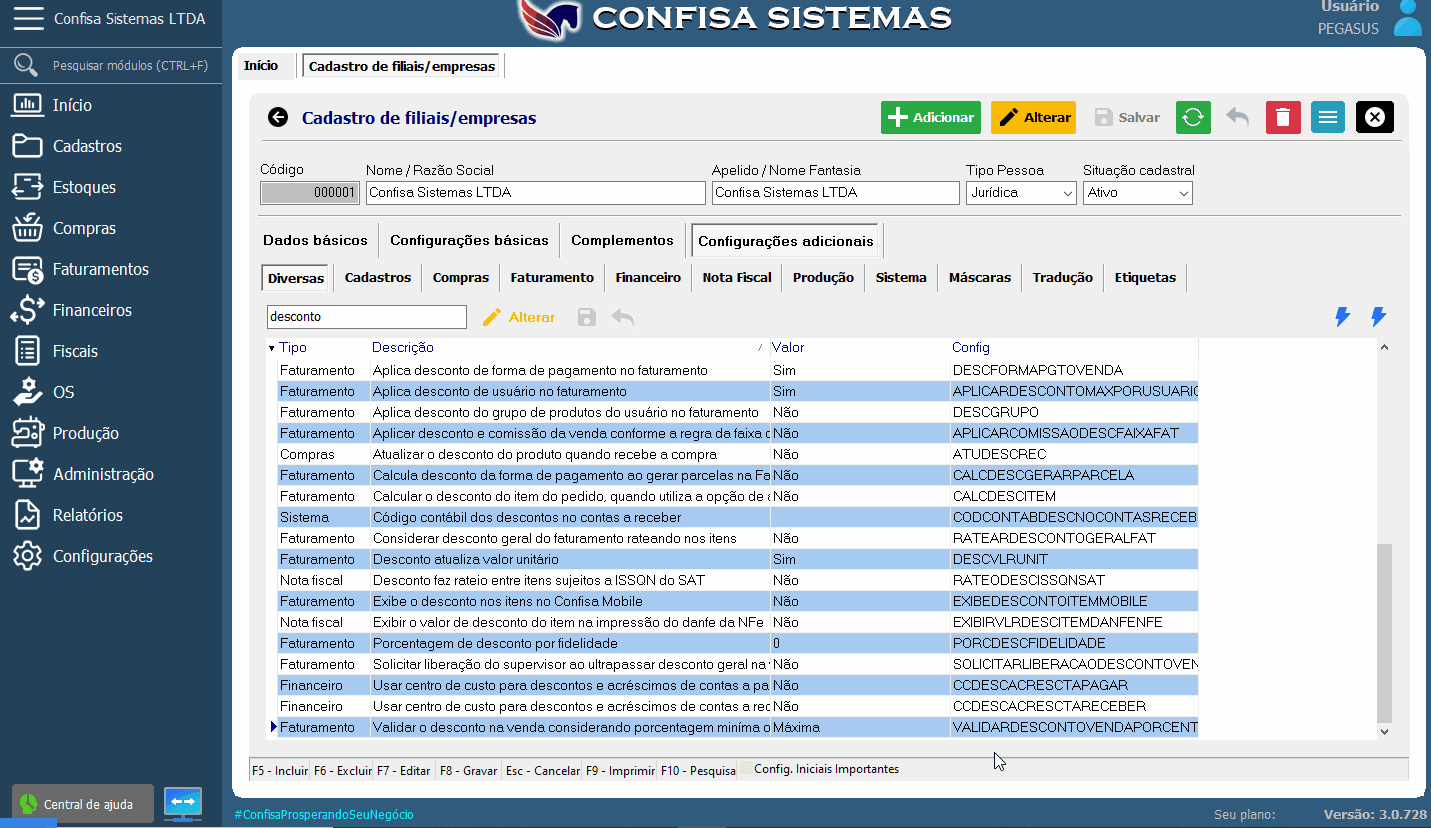 Confisa Sistemas LTDA
CONFISA SISTEMAS
Usuário
PEGASUS
Pesquisar módulos (CTRL+F)
Início
Cadastros
Estoques
Compras
Faturamentos
Financeiros
Fiscais
OS
Produção
Administração
Relatórios
Configurações
Central de ajuda
Início Cadastro de filiais/empresas
Cadastro de filiais/empresas Adicionar Alterar Salvar
Código Nome / Razão Social Apelido / Nome Fantasia Tipo Pessoa Situação cadastral
000001 Confisa Sistemas LTDA Confisa Sistemas LTDA Jurídica Ativo
Dados básicos Configurações básicas Complementos Configurações adicionais
Diversas Cadastros Compras Faturamento Financeiro Nota Fiscal Produção Sistema Máscaras Tradução Etiquetas
desconto Alterar
Tipo Descrição Valor Config
Faturamento Aplica desconto de forma de pagamento no faturamento Sim DESCFORMAPGTOVENDA
Faturamento Aplica desconto de usuário no faturamento Sim APLICARDESCONTOMAXPORUSUARIO
Faturamento Aplica desconto do grupo de produtos do usuário no faturamento Não DESCGRUPO
Faturamento Aplicar desconto e comissão da venda conforme a regra da faixa Não APLICARCOMISSAODESCFAIXAFAT
Compras Atualizar o desconto do produto quando recebe a compra Não ATUDESCREC
Faturamento Calcula desconto da forma de pagamento ao gerar parcelas na Fa Não CALCDESCGERARPARCELA
Faturamento Calcular o desconto do item do pedido, quando utiliza a opção de Não CALCDESCITEM
Sistema Código contábil dos descontos no contas a receber CODCONTABDESCNOCONTASRECEB
Faturamento Considerar desconto geral do faturamento rateando nos itens Não RATEARDESCONTOGERALFAT
Faturamento Desconto atualiza valor unitário Sim DESCVLRUNIT
Nota fiscal Desconto faz rateio entre itens sujeitos a ISSQN do SAT Não RATEODESCISSQNSAT
Faturamento Exibe o desconto nos itens no Confisa Mobile Não EXIBEDESCONTOITEMMOBILE
Nota fiscal Exibir o valor de desconto do item na impressão do danfe da NFe Não EXIBIRVLRDESCITEMDANFENFE
Faturamento Porcentagem de desconto por fidelidade 0 PORCDESCFIDELIDADE
Faturamento Solicitar liberação do supervisor ao ultrapassar desconto geral na Não SOLICITARLIBERACAODESCONTOVEN
Financeiro Usar centro de custo para descontos e acréscimos de contas a pa Não CCDESCACRESCTAPAGAR
Financeiro Usar centro de custo para descontos e acréscimos de contas a rec Não CCDESCACRESCTARECEBER
Faturamento Validar o desconto na venda considerando porcentagem miníma o Máxima VALIDARDESCONTOVENDAPORCENT
F5 - Incluir F6 - Excluir F7 - Editar F8 - Gravar Esc - Cancelar F9 - Imprimir F10 - Pesquisa Config. Iniciais Importantes
#ConfisaProsperandoSeuNegócio Seu plano: Versão: 3.0.728